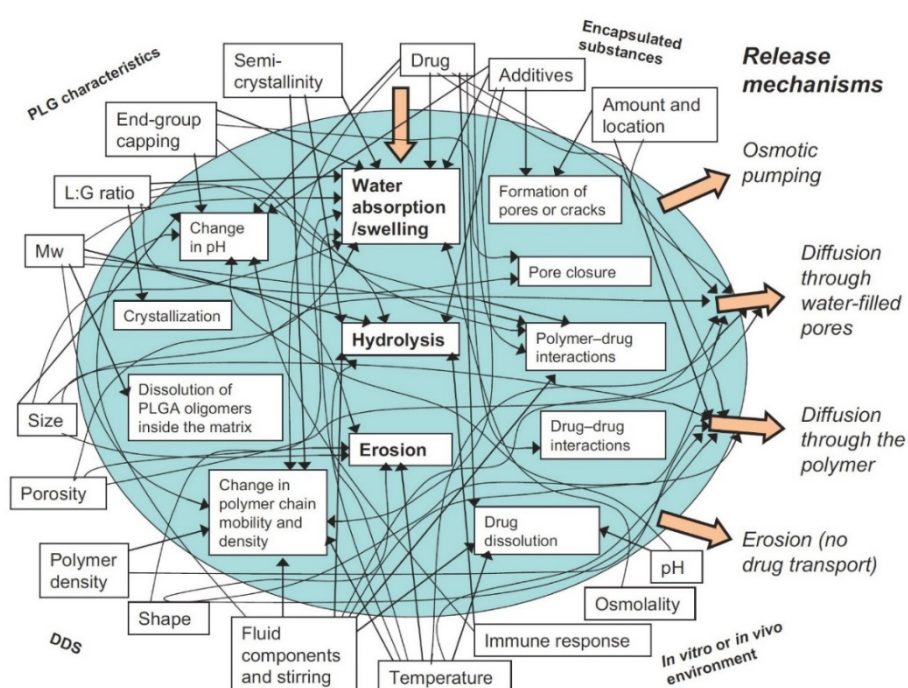 PLG characteristics
Semi-
crystallinity
Drug
Encapsulated
substances
Additives
Release
mechanisms
End-group
capping
Amount and
location
Osmotic
pumping
L:G ratio
Water
absorption
/swelling
Formation of
pores or cracks
Change
in pH
Mw
Pore closure
Diffusion
through
water-filled
pores
Crystallization
Hydrolysis
Polymer–drug
interactions
Dissolution of
PLGA oligomers
inside the matrix
Size
Drug–drug
interactions
Diffusion
through the
polymer
Erosion
Porosity
Change in
polymer chain
mobility and
density
Drug
dissolution
Erosion (no
drug transport)
Polymer
density
pH
Osmolality
Shape
Fluid
components
and stirring
Immune response
Temperature
DDS
In vitro or in vivo
environment